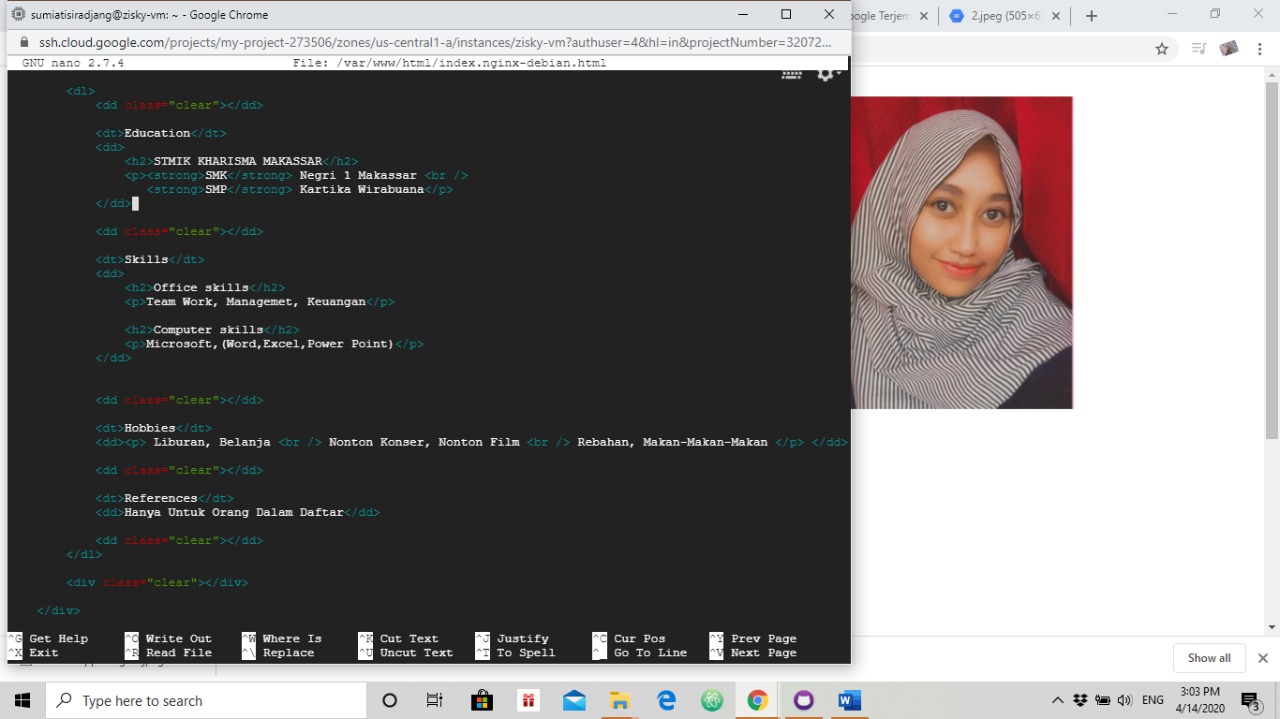 sumiatisiradjang@zisky-vm: ~ - Google Chrome
oogle Terjem
2.jpeg (505×6
ssh.cloud.google.com/projects/my-project-273506/zones/us-central1-a/instances/zisky-vm?authuser=4&hl=in&projectNumber=32072...
GNU nano 2.7.4 File: /var/www/html/index.nginx-debian.html
<dl>
<dd class="clear"></dd>
<dt>Education</dt>
<dd>
<h2>STMIK KHARISMA MAKASSAR</h2>
<p><strong>SMK</strong> Negri 1 Makassar <br />
<strong>SMP</strong> Kartika Wirabuana</p>
</dd>
<dd class="clear"></dd>
<dt>Skills</dt>
<dd>
<h2>Office skills</h2>
<p>Team Work, Managemet, Keuangan</p>
<h2>Computer skills</h2>
<p>Microsoft,(Word,Excel,Power Point)</p>
</dd>
<dd class="clear"></dd>
<dt>Hobbies</dt>
<dd><p> Liburan, Belanja <br /> Nonton Konser, Nonton Film <br /> Rebahan, Makan-Makan-Makan </p> </dd>
<dd class="clear"></dd>
<dt>References</dt>
<dd>Hanya Untuk Orang Dalam Daftar</dd>
<dd class="clear"></dd>
</dl>
<div class="clear"></div>
</div>
^G Get Help ^O Write Out ^W Where Is ^K Cut Text ^J Justify ^C Cur Pos ^Y Prev Page
^X Exit ^R Read File ^\ Replace ^U Uncut Text ^T To Spell ^_ Go To Line ^V Next Page
Show all
Type here to search
ENG
3:03 PM
4/14/2020
3